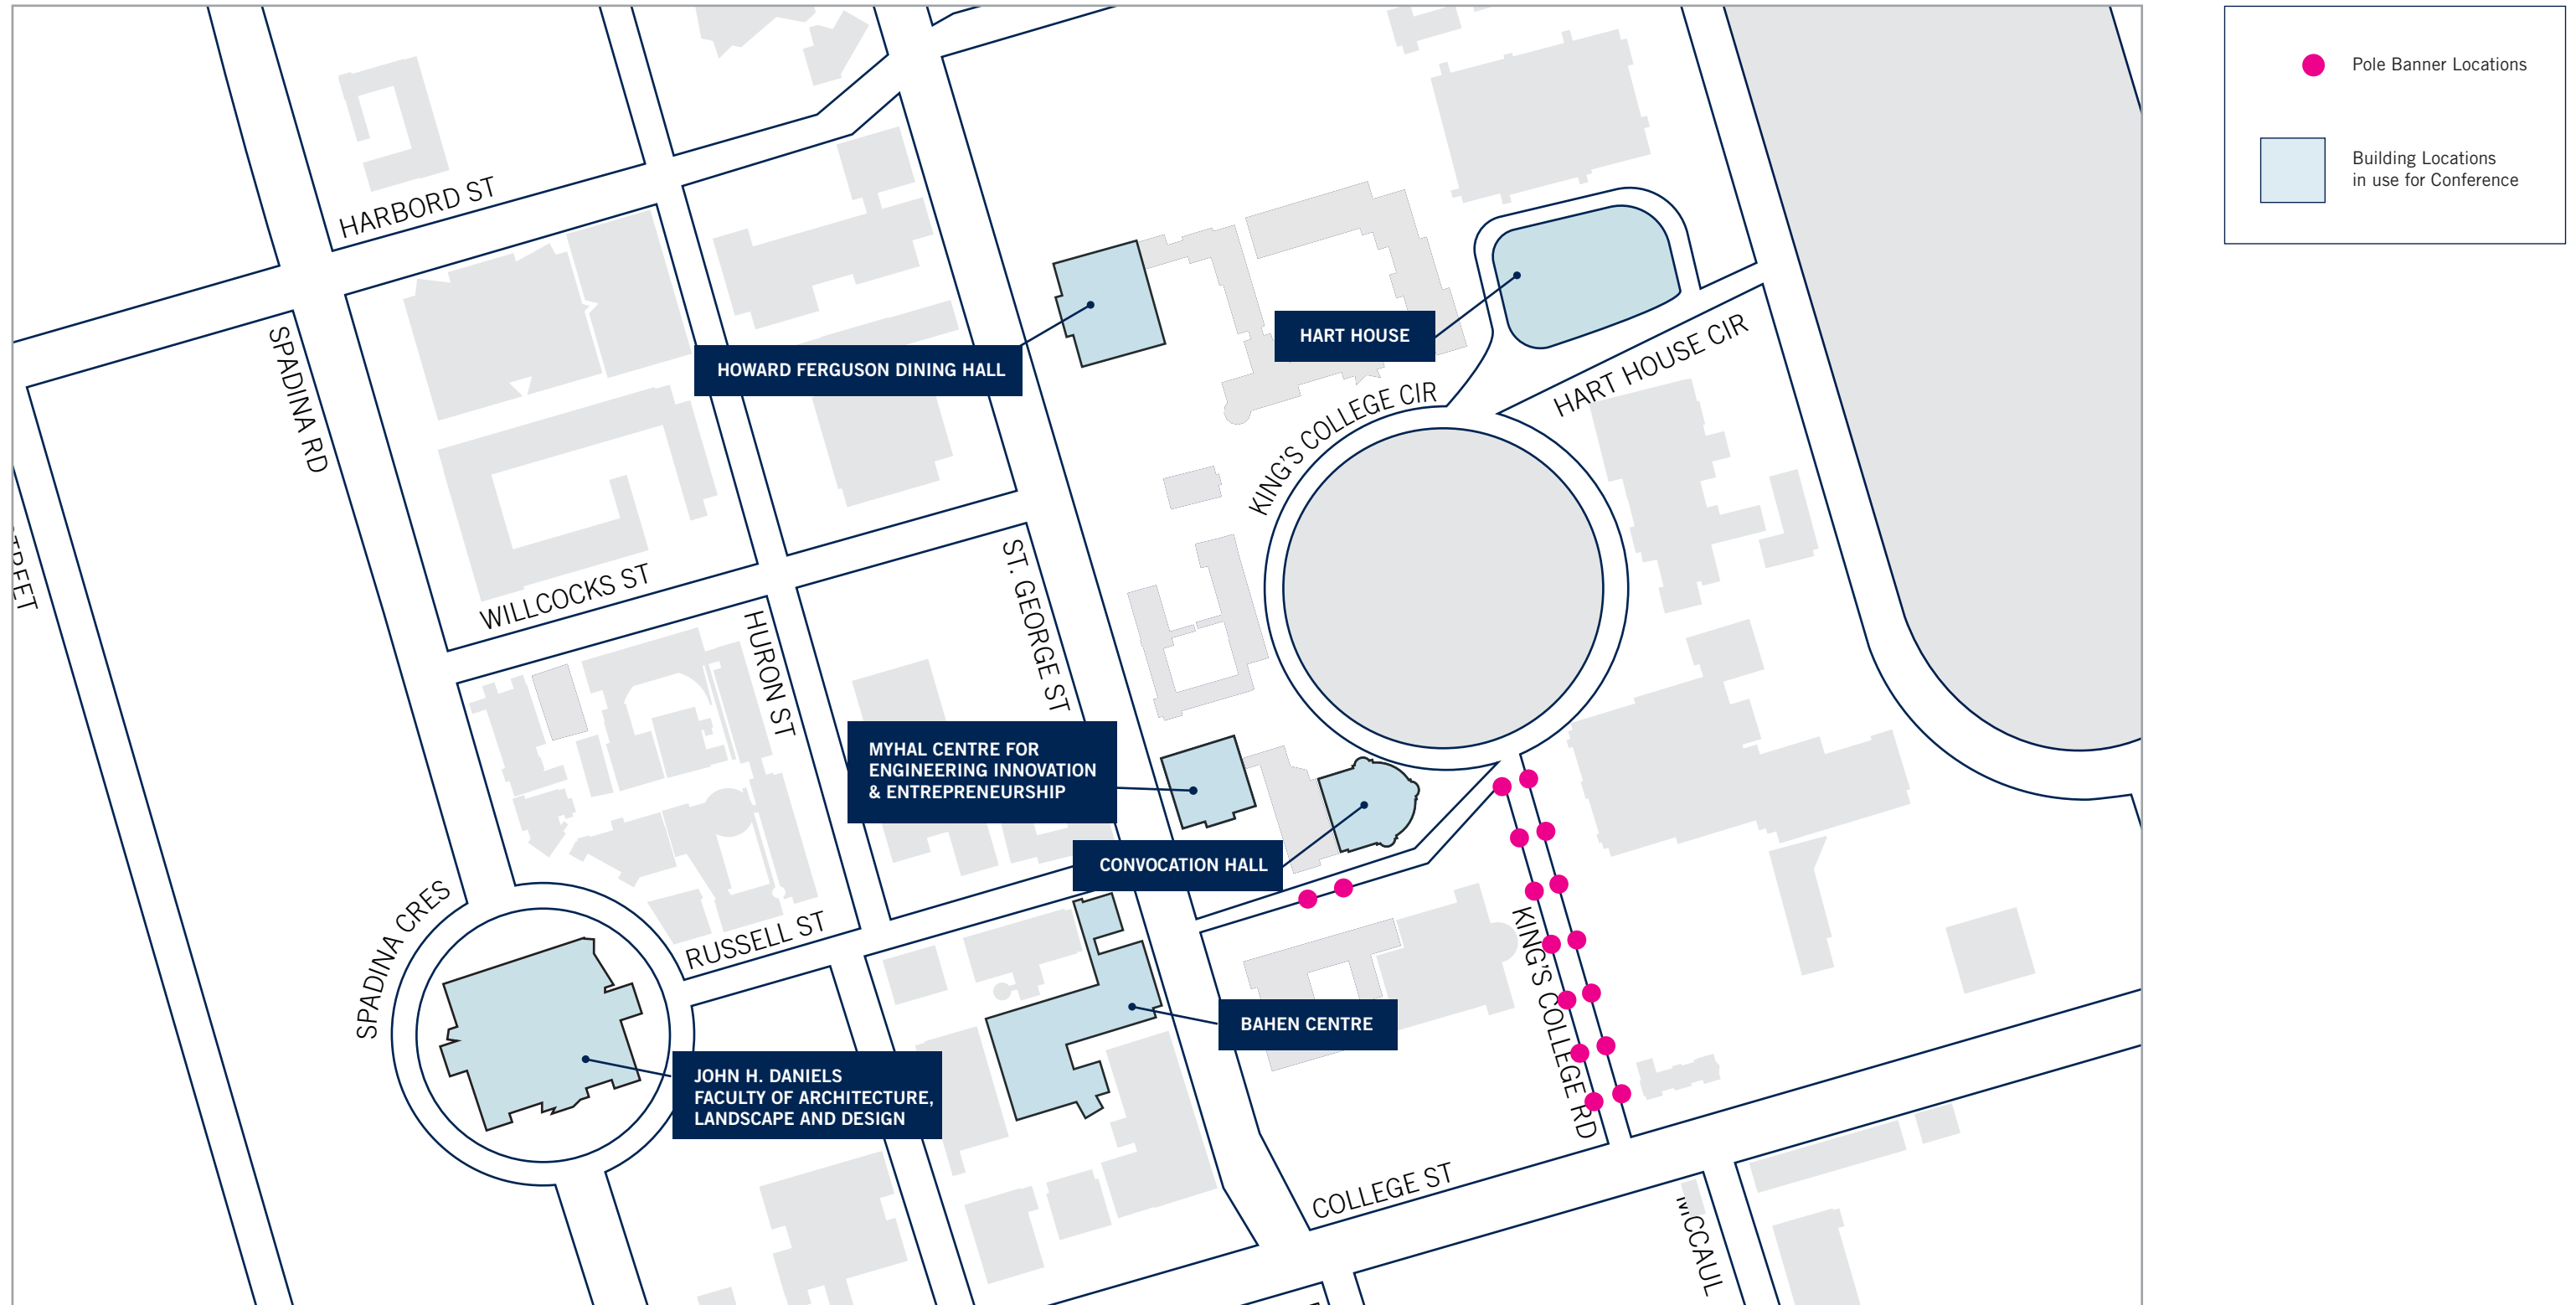 Pole Banner Locations
Building Locations
in use for Conference
HARBORD ST
SPADINA RD
HOWARD FERGUSON DINING HALL
HART HOUSE
HART HOUSE CIR
KING'S COLLEGE CIR
WILLCOCKS ST
HURON ST
ST. GEORGE ST
MYHAL CENTRE FOR
ENGINEERING INNOVATION
& ENTREPRENEURSHIP
CONVOCATION HALL
SPADINA CRES
RUSSELL ST
KING'S COLLEGE RD
BAHEN CENTRE
JOHN H. DANIELS
FACULTY OF ARCHITECTURE,
LANDSCAPE AND DESIGN
COLLEGE ST
MCCAUL